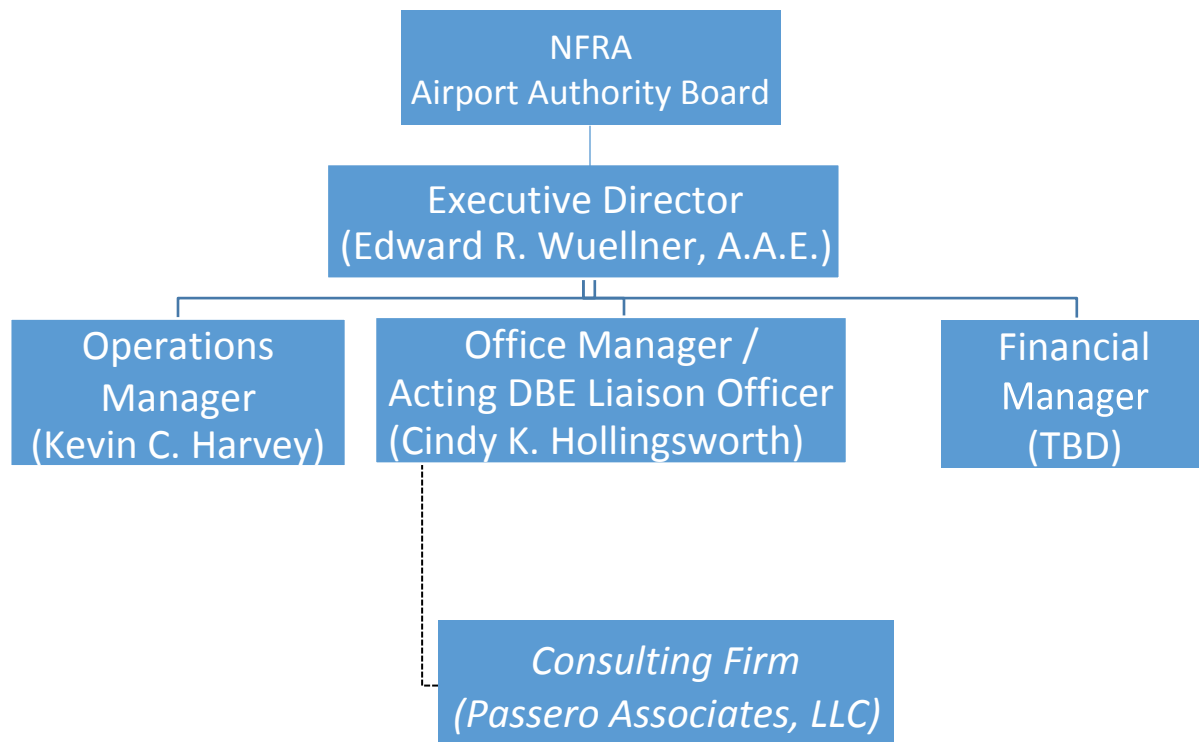 NFRA
Airport Authority Board
Executive Director
(Edward R. Wuellner, A.A.E.)
Operations
Manager
(Kevin C. Harvey)
Office Manager /
Acting DBE Liaison Officer
(Cindy K. Hollingsworth)
Financial
Manager
(TBD)
Consulting Firm
(Passero Associates, LLC)